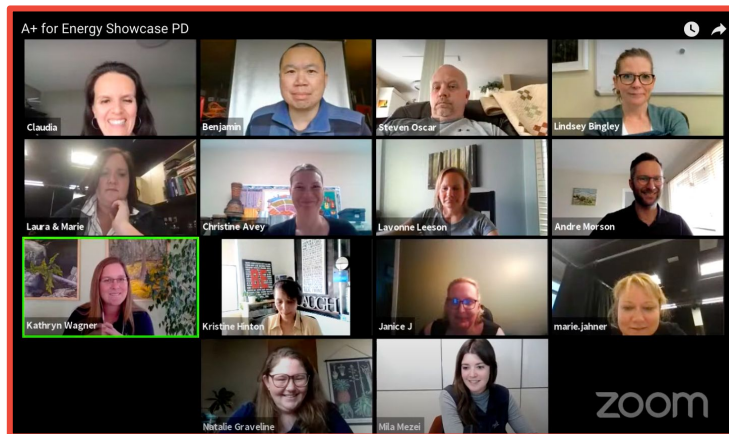 A+ for Energy Showcase PD
Claudia
Benjamin
Steven Oscar
Lindsey Bingley
Laura & Marie
Christine Avey
Lavonne Leeson
Andre Morson
Kathryn Wagner
Kristine Hinton
AUGH
Janice J
marie.jahner
Natalie Graveline
Mila Mezei
zoom